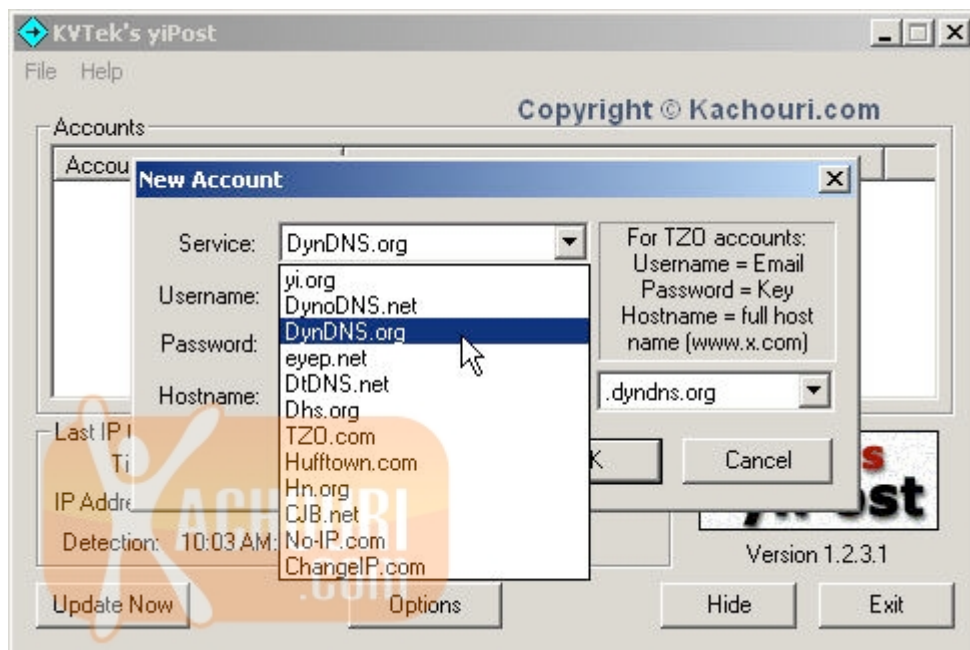 KVTek's yiPost
File Help
Copyright © Kachouri.com
Accounts
New Account
Service: DynDNS.org
yi.org
DynoDNS.net
DynDNS.org
eyep.net
DtDNS.net
Dhs.org
TZO.com
Hufftown.com
Hn.org
CJB.net
No-IP.com
ChangeIP.com
Username:
Password:
Hostname:
For TZO accounts:
Username = Email
Password = Key
Hostname = full host
name (www.x.com)
.dyndns.org
Cancel
Last IP
IP Addre
Detection: 10:03 AM:
KACHOURI
.com
yiPost
Version 1.2.3.1
Update Now
Options
Hide
Exit